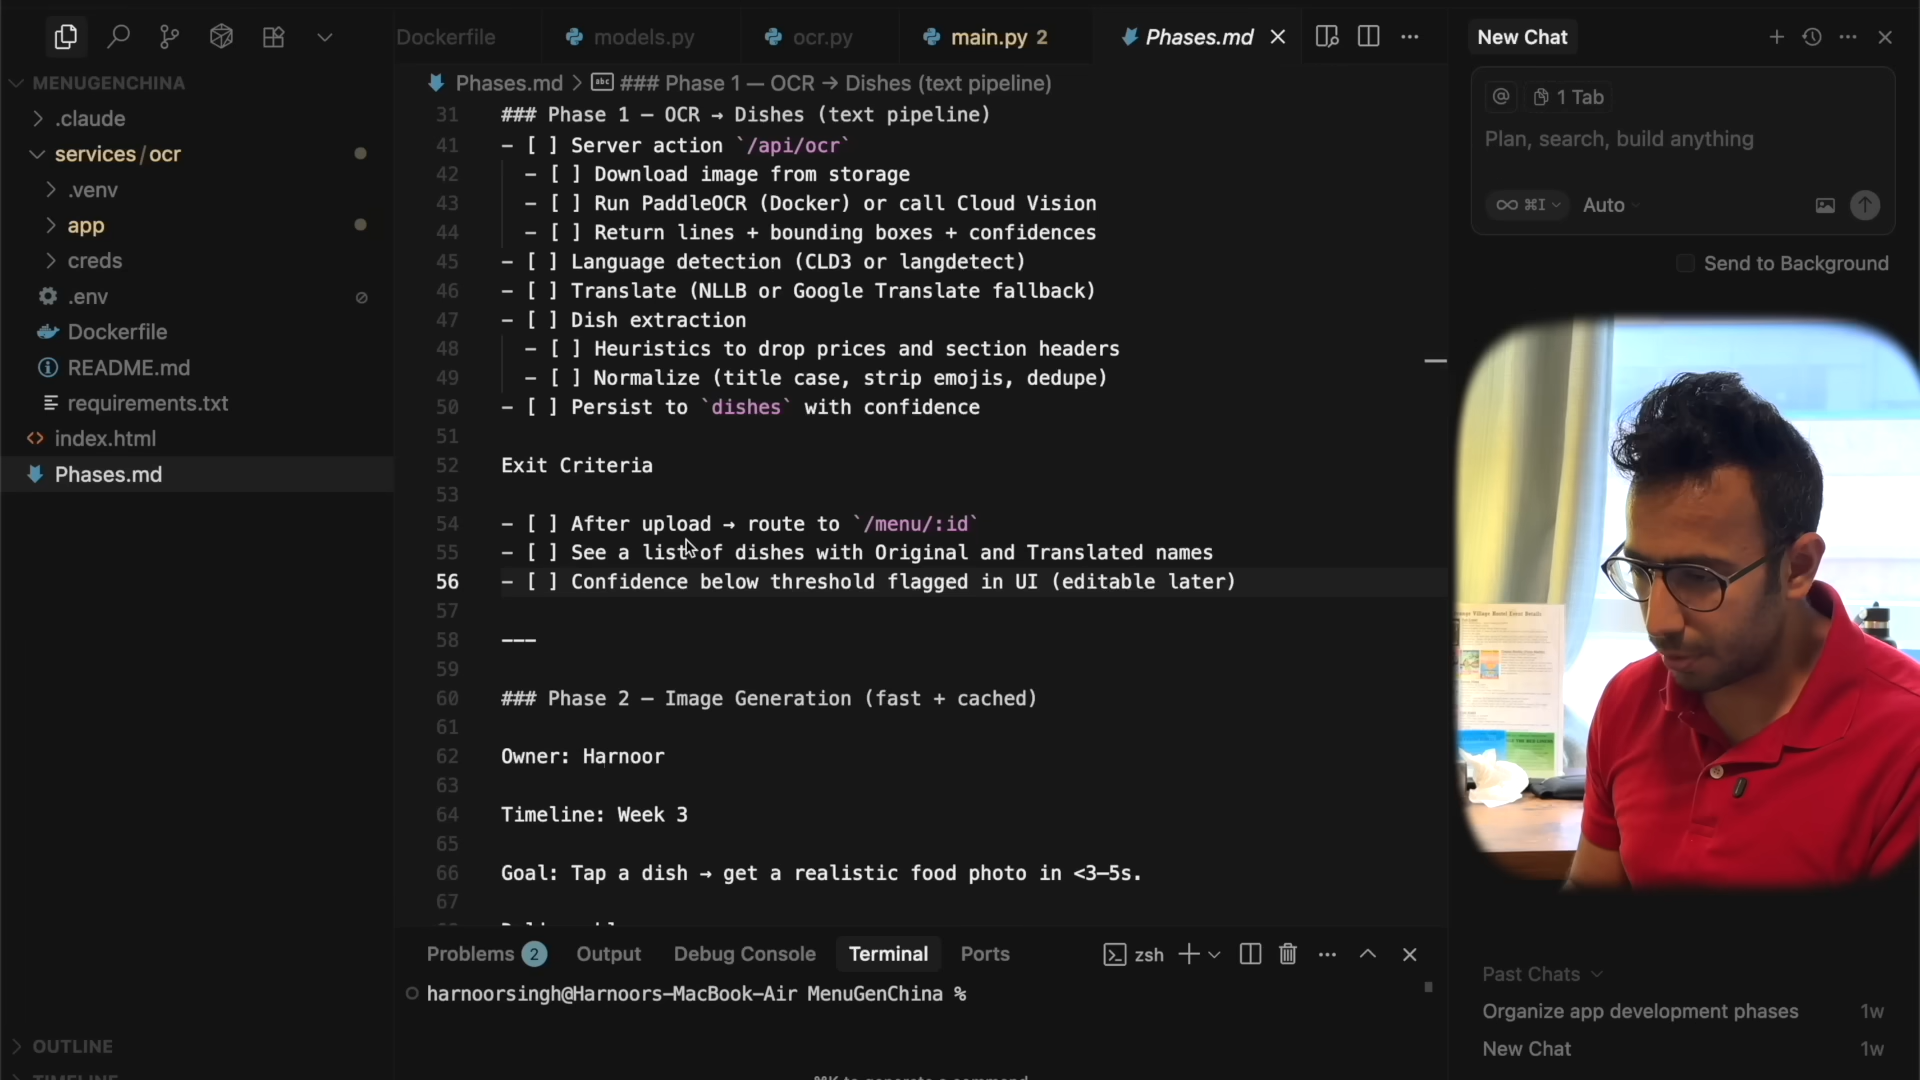 Dockerfile
models.py
ocr.py
main.py 2
Phases.md
New Chat
MENUGENCHINA
.claude
services/ocr
.venv
app
creds
.env
Dockerfile
README.md
requirements.txt
index.html
Phases.md
OUTLINE
TIMELINE
Phases.md > ### Phase 1 — OCR → Dishes (text pipeline)
31 ### Phase 1 — OCR → Dishes (text pipeline)
41 - [ ] Server action `/api/ocr`
42 - [ ] Download image from storage
43 - [ ] Run PaddleOCR (Docker) or call Cloud Vision
44 - [ ] Return lines + bounding boxes + confidences
45 - [ ] Language detection (CLD3 or langdetect)
46 - [ ] Translate (NLLB or Google Translate fallback)
47 - [ ] Dish extraction
48 - [ ] Heuristics to drop prices and section headers
49 - [ ] Normalize (title case, strip emojis, dedupe)
50 - [ ] Persist to `dishes` with confidence
51
52 Exit Criteria
53
54 - [ ] After upload → route to `/menu/:id`
55 - [ ] See a list of dishes with Original and Translated names
56 - [ ] Confidence below threshold flagged in UI (editable later)
57
58 ---
59
60 ### Phase 2 — Image Generation (fast + cached)
61
62 Owner: Harnoor
63
64 Timeline: Week 3
65
66 Goal: Tap a dish → get a realistic food photo in <3–5s.
67
Problems 2 Output Debug Console Terminal Ports
zsh
harnoorsingh@Harnoors-MacBook-Air MenuGenChina %
@ 1 Tab
Plan, search, build anything
∞ ⌘I Auto
Send to Background
Past Chats
Organize app development phases 1w
New Chat 1w